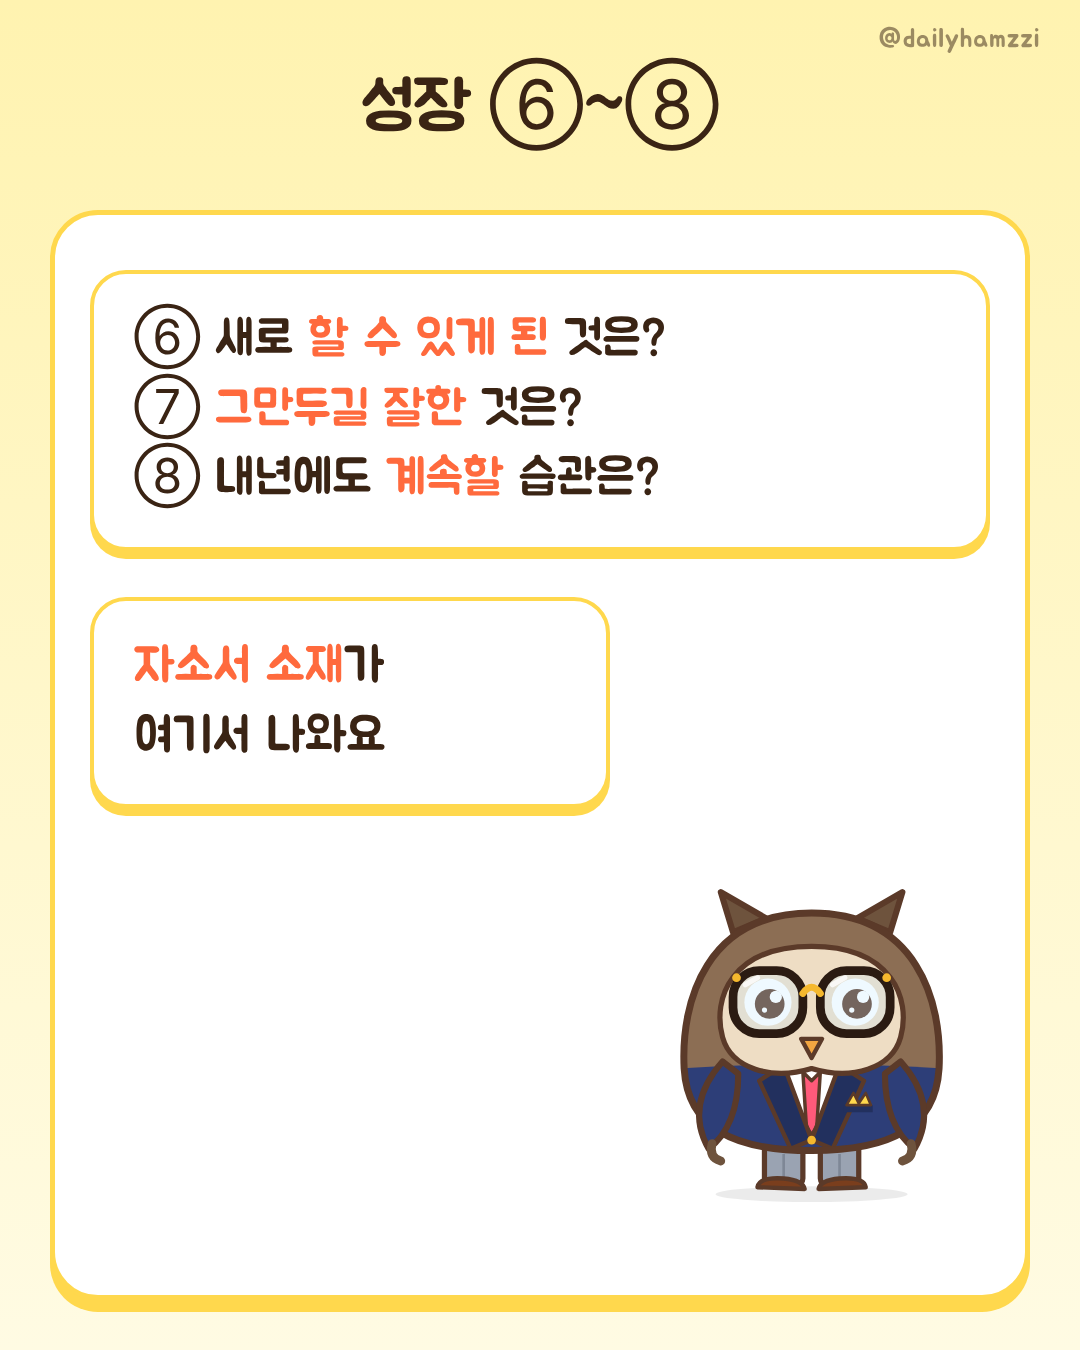 @dailyhamzzi
성장 ⑥~⑧
⑥ 새로 할 수 있게 된 것은?
⑦ 그만두길 잘한 것은?
⑧ 내년에도 계속할 습관은?
자소서 소재가
여기서 나와요